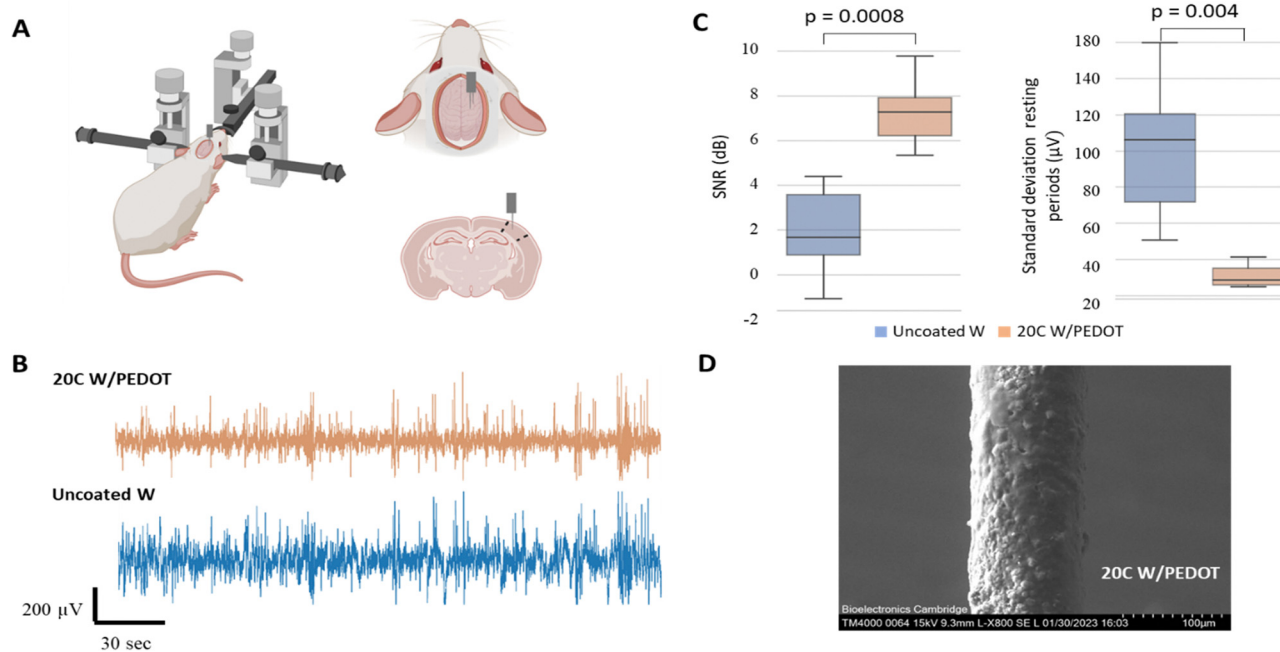 A
B
20C W/PEDOT
Uncoated W
200 µV
30 sec
C
p = 0.0008
SNR (dB)
10
8
6
4
2
0
-2
p = 0.004
Standard deviation resting
periods (µV)
180
140
120
100
80
60
40
20
Uncoated W
20C W/PEDOT
D
20C W/PEDOT
Bioelectronics Cambridge
TM4000 0064 15kV 9.3mm L-X800 SE L 01/30/2023 16:03
100µm